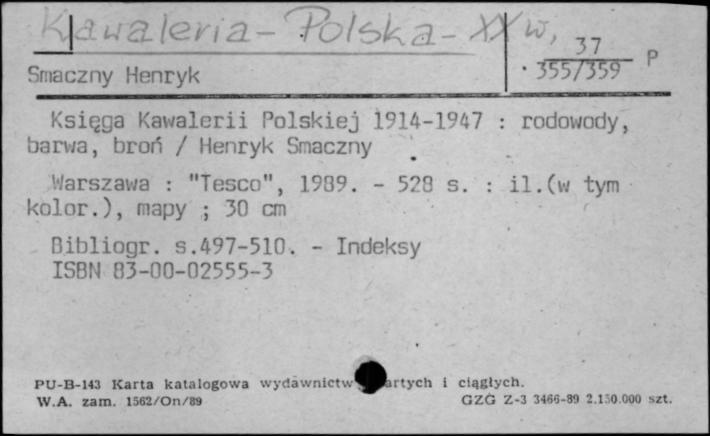 Kawaleria - Polska - XX w.
37
355/359 P
Smaczny Henryk
Księga Kawalerii Polskiej 1914-1947 : rodowody,
barwa, broń / Henryk Smaczny
Warszawa : "Tesco", 1989. - 528 s. : il.(w tym
kolor.), mapy ; 30 cm
Bibliogr. s.497-510. - Indeksy
ISBN 83-00-02555-3
PU-B-143 Karta katalogowa wydawnictw artych i ciągłych.
W.A. zam. 1562/On/89 GZG Z-3 3466-89 2.150.000 szt.